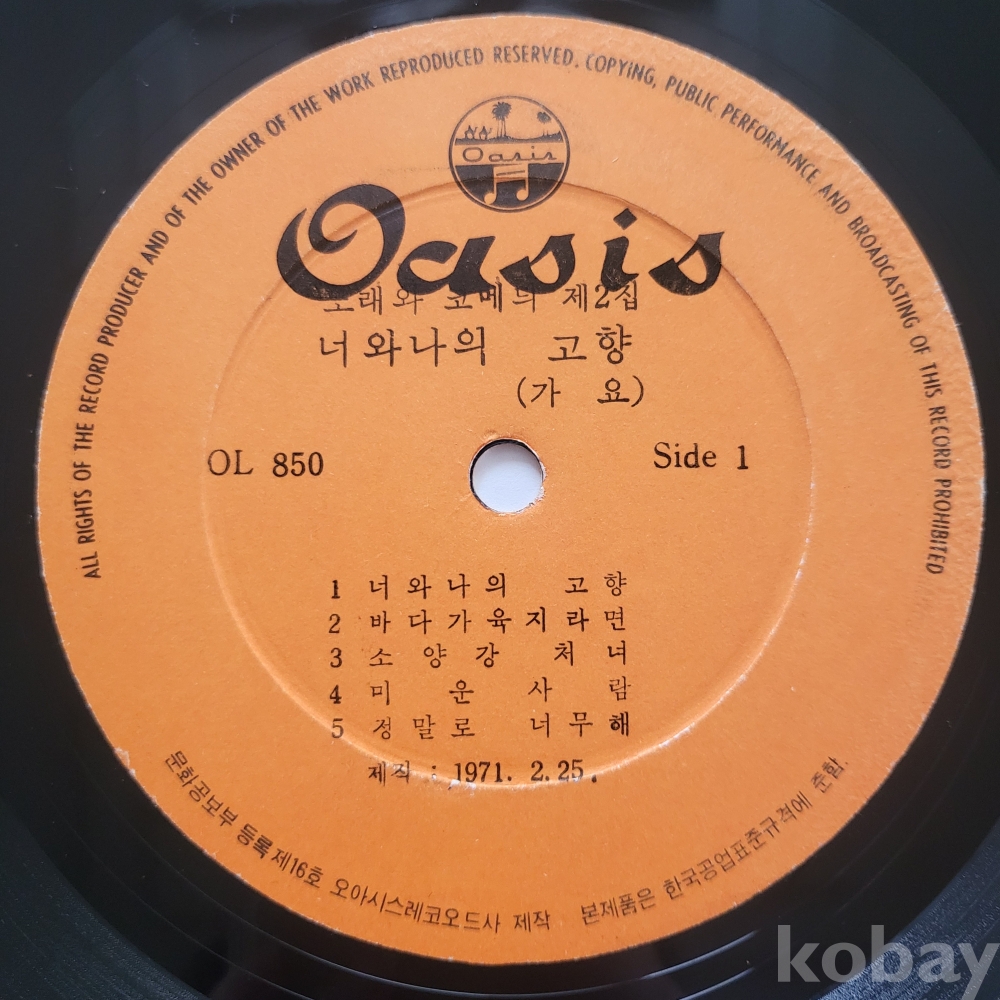 ALL RIGHTS OF THE RECORD PRODUCER AND OF THE OWNER OF THE WORK REPRODUCED RESERVED. COPYING, PUBLIC PERFORMANCE AND BROADCASTING OF THIS RECORD PROHIBITED
Oasis
Oasis
노래와 코메디 제2집
너와나의 고향
(가 요)
OL 850
Side 1
1 너와나의 고향
2 바다가육지라면
3 소양강 처녀
4 미운사람
5 정말로 너무해
제작 : 1971. 2. 25.
문화공보부 등록 제16호 오아시스레코오드사 제작 본제품은 한국공업표준규격에 준함.
kobay